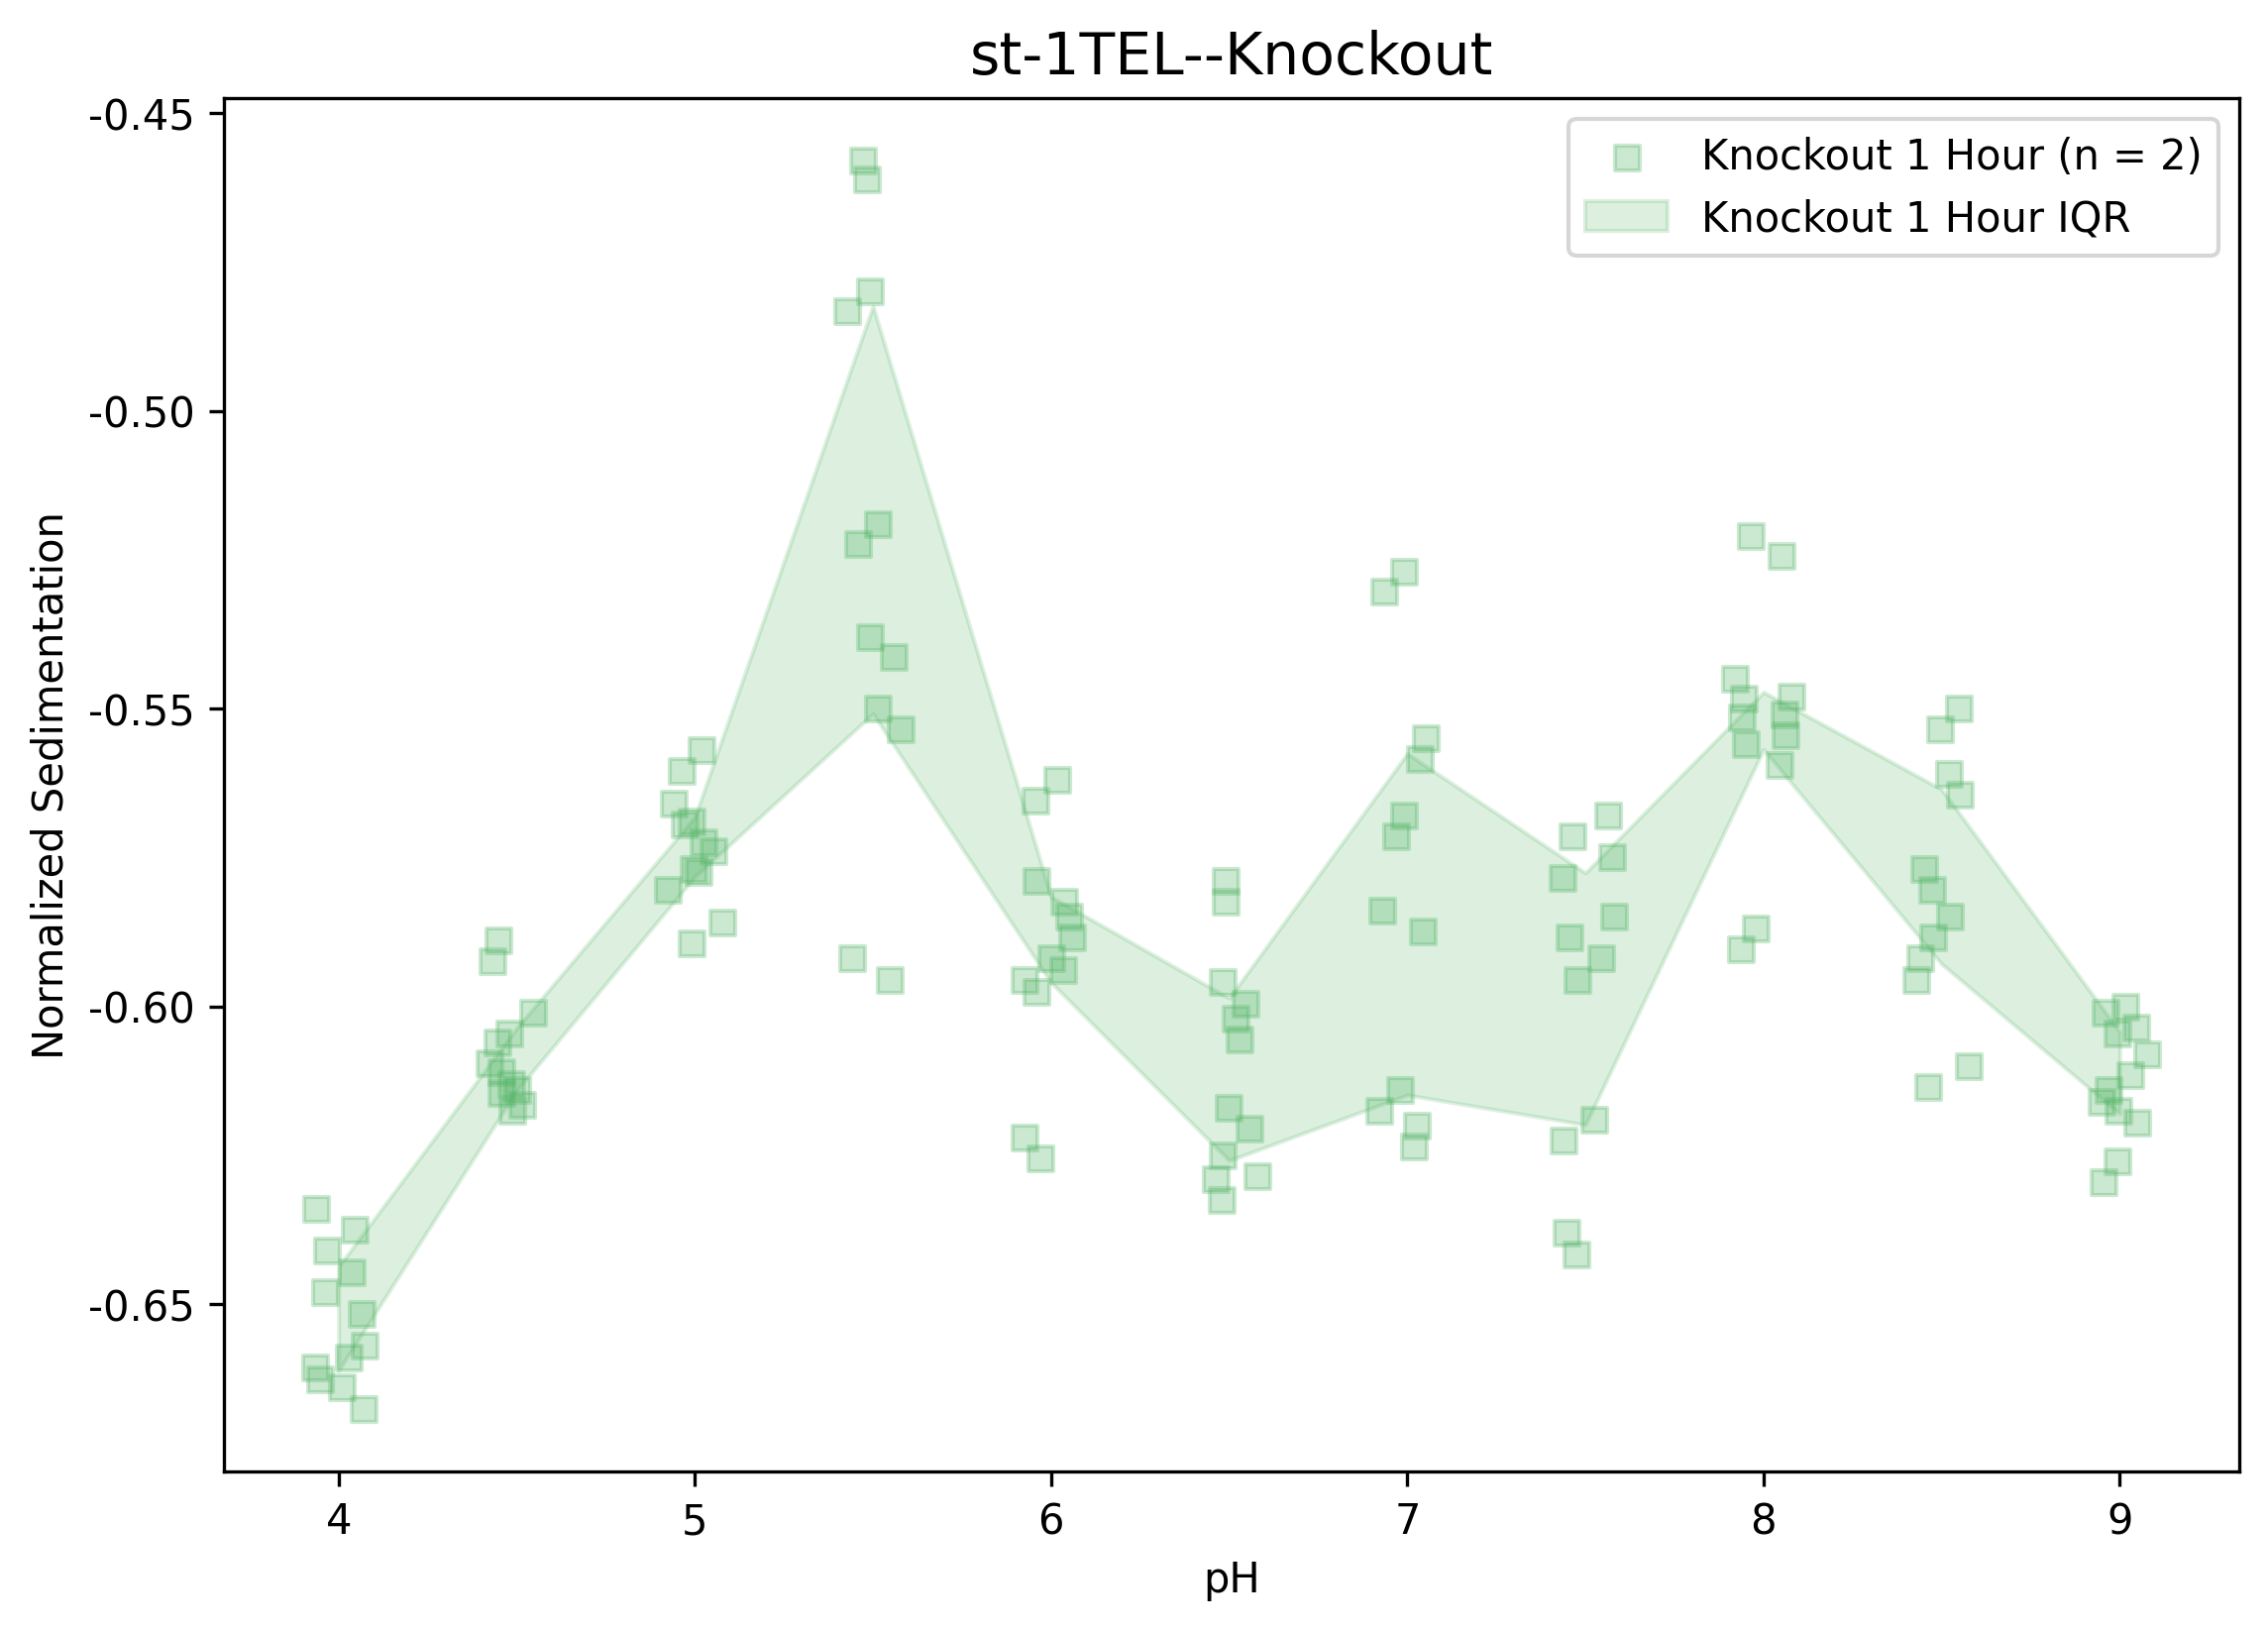 st-1TEL--Knockout
Knockout 1 Hour (n = 2)
Knockout 1 Hour IQR
Normalized Sedimentation
-0.45
-0.50
-0.55
-0.60
-0.65
4 5 6 7 8 9
pH